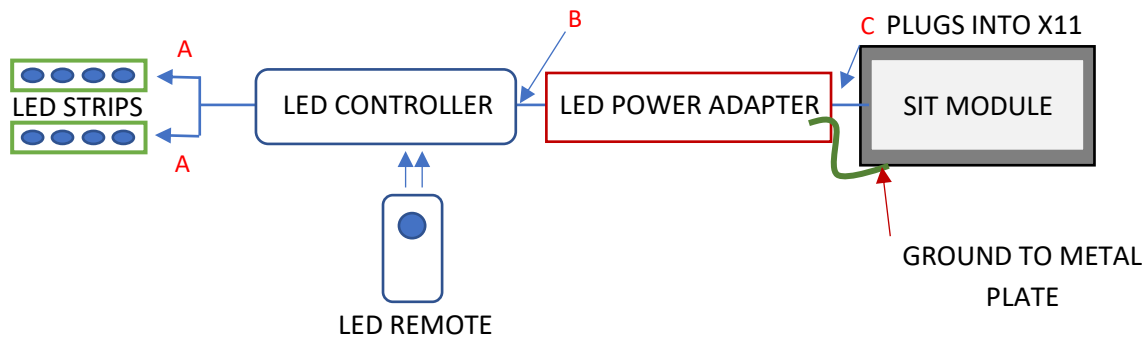 B
C PLUGS INTO X11
A
LED STRIPS
LED CONTROLLER
LED POWER ADAPTER
SIT MODULE
A
GROUND TO METAL
PLATE
LED REMOTE